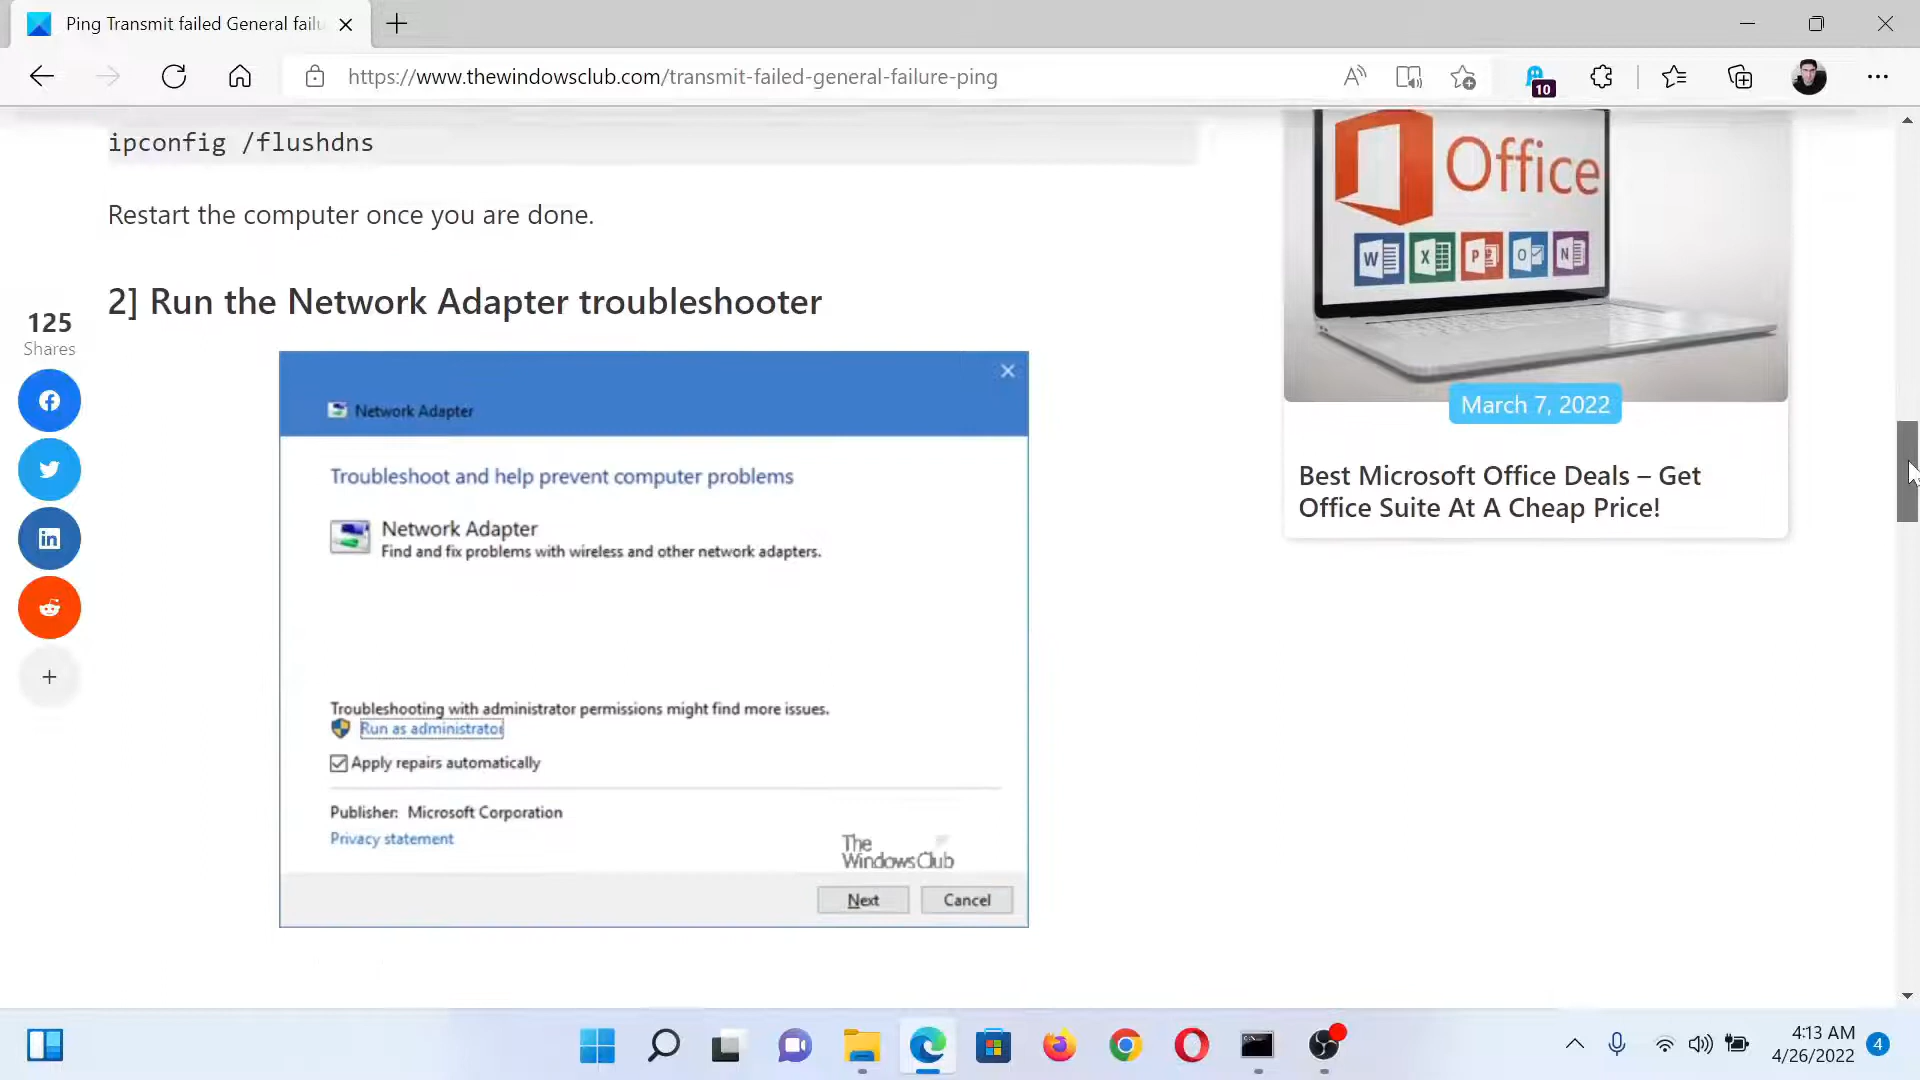 Ping Transmit failed General failu
https://www.thewindowsclub.com/transmit-failed-general-failure-ping
10
ipconfig /flushdns
Restart the computer once you are done.
2] Run the Network Adapter troubleshooter
125
Shares
Network Adapter
Troubleshoot and help prevent computer problems
Network Adapter
Find and fix problems with wireless and other network adapters.
Troubleshooting with administrator permissions might find more issues.
Run as administrator
Apply repairs automatically
Publisher: Microsoft Corporation
Privacy statement
The
WindowsClub
Next
Cancel
Office
W
X
P
O
N
March 7, 2022
Best Microsoft Office Deals – Get
Office Suite At A Cheap Price!
4:13 AM
4/26/2022
4